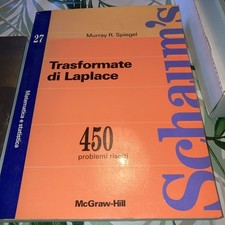 27
Murray R. Spiegel
Trasformate
di Laplace
Matematica e statistica
450
problemi risolti
Schaum's
McGraw-Hill